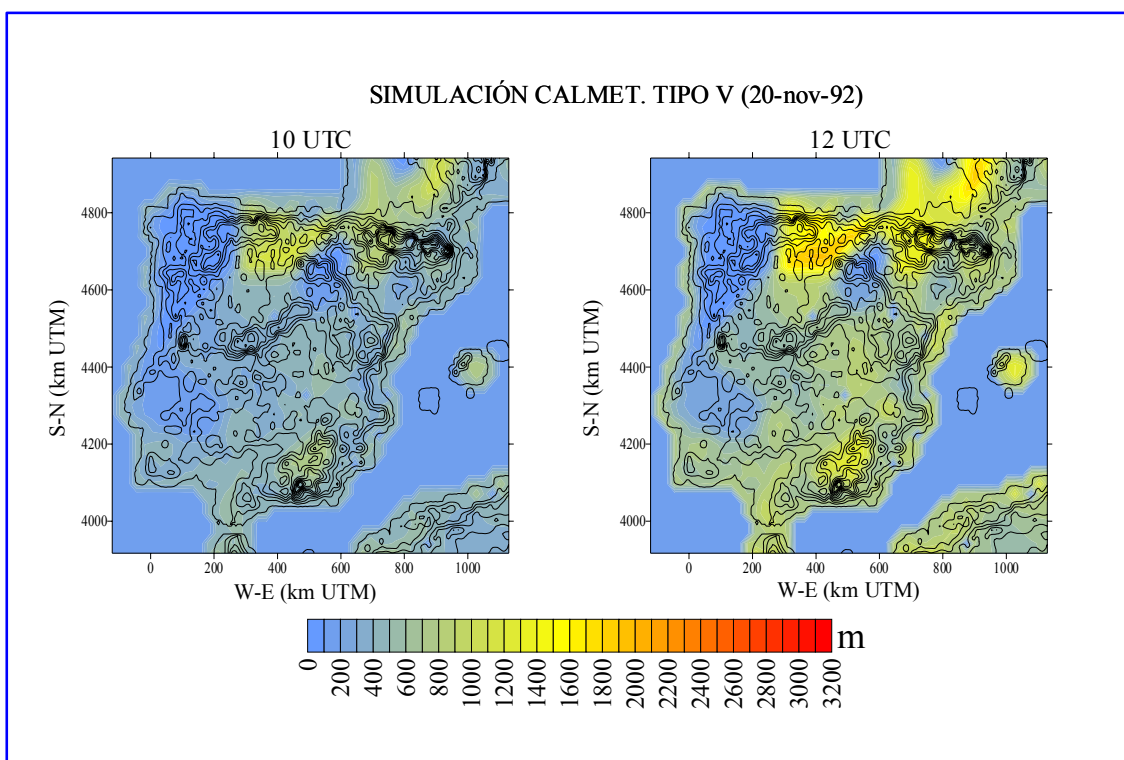 SIMULACIÓN CALMET. TIPO V (20-nov-92)
10 UTC
12 UTC
4800
4600
4400
4200
4000
S-N (km UTM)
0 200 400 600 800 1000
W-E (km UTM)
4800
4600
4400
4200
4000
S-N (km UTM)
0 200 400 600 800 1000
W-E (km UTM)
m
0 200 400 600 800 1000 1200 1400 1600 1800 2000 2200 2400 2600 2800 3000 3200